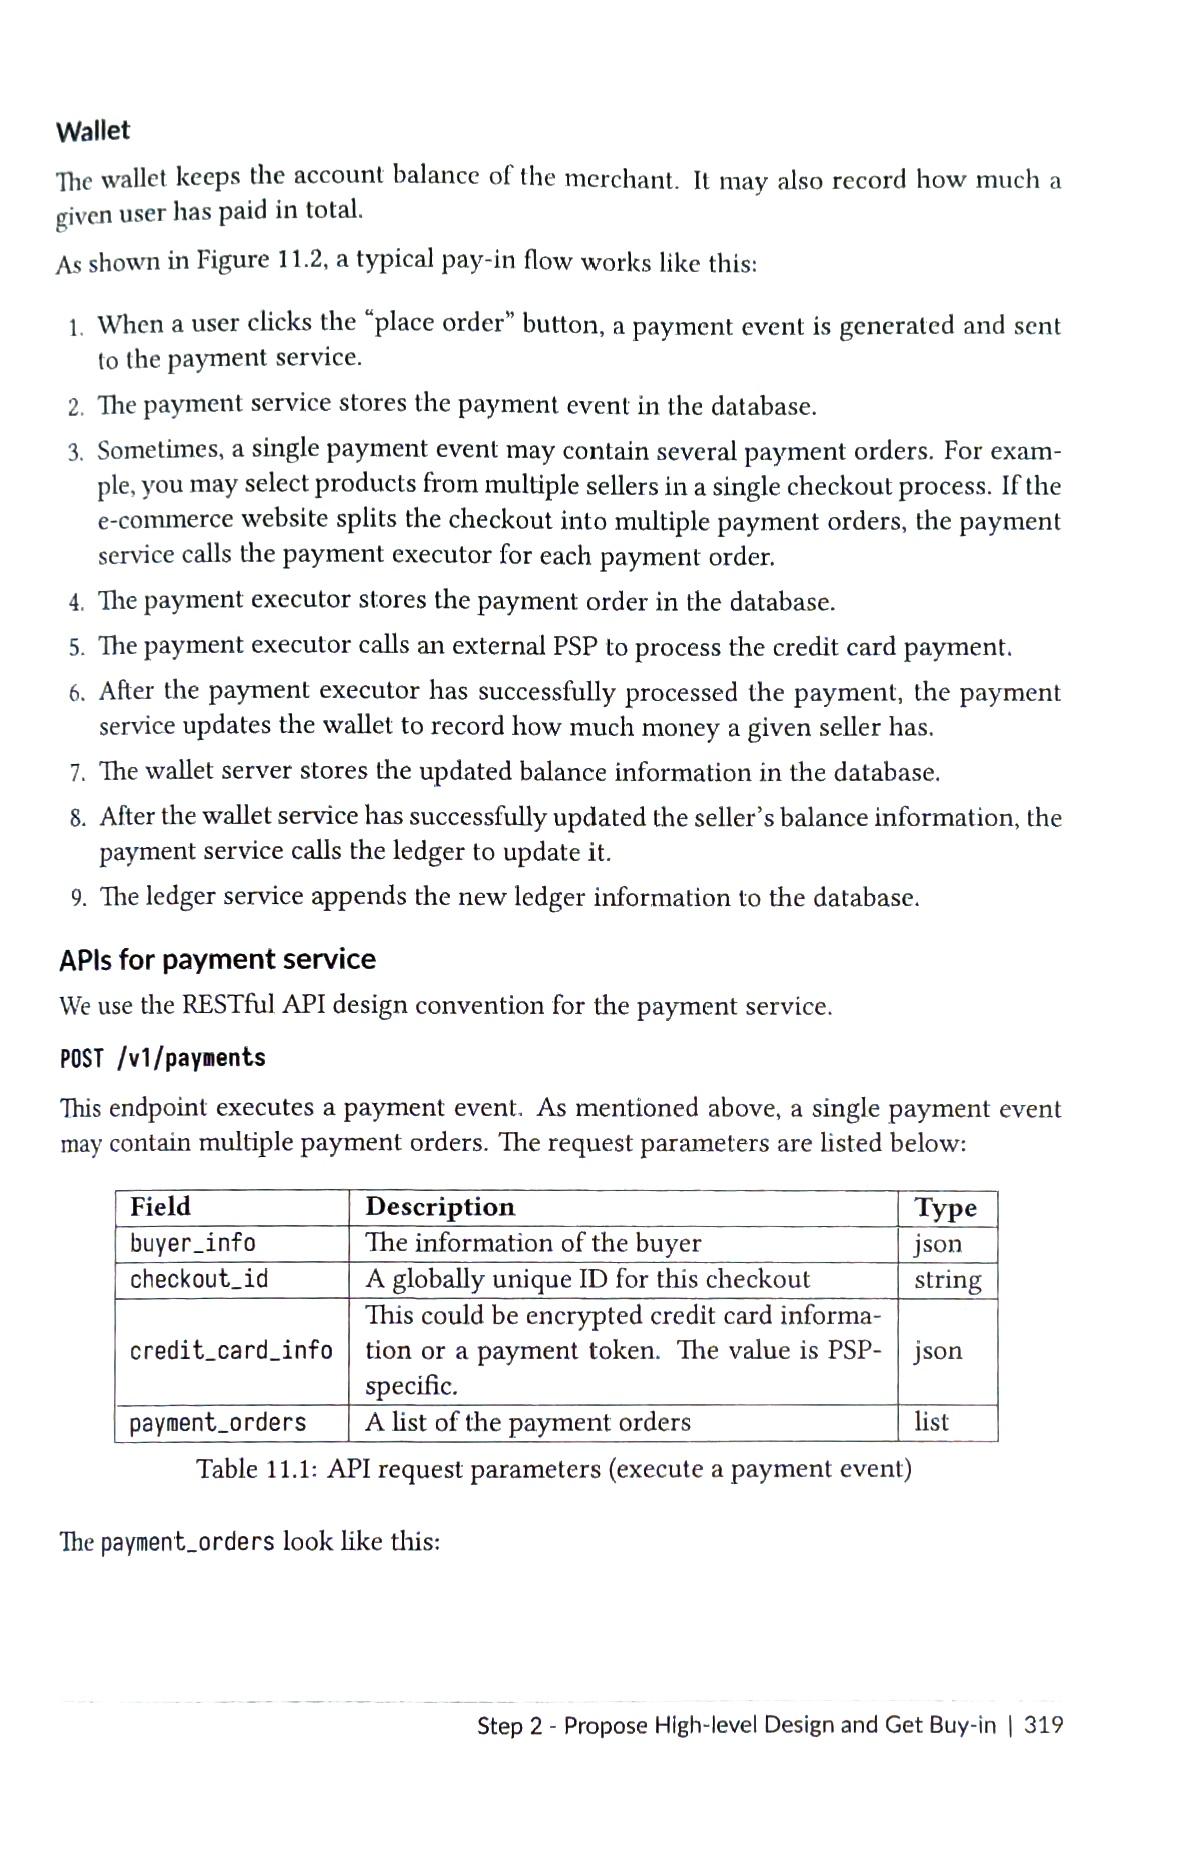 Wallet
The wallet keeps the account balance of the merchant. It may also record how much a
given user has paid in total.
As shown in Figure 11.2, a typical pay-in flow works like this:
1. When a user clicks the “place order” button, a payment event is generated and sent
to the payment service.
2. The payment service stores the payment event in the database.
3. Sometimes, a single payment event may contain several payment orders. For exam-
ple, you may select products from multiple sellers in a single checkout process. If the
e-commerce website splits the checkout into multiple payment orders, the payment
service calls the payment executor for each payment order.
4. The payment executor stores the payment order in the database.
5. The payment executor calls an external PSP to process the credit card payment.
6. After the payment executor has successfully processed the payment, the payment
service updates the wallet to record how much money a given seller has.
7. The wallet server stores the updated balance information in the database.
8. After the wallet service has successfully updated the seller’s balance information, the
payment service calls the ledger to update it.
9. The ledger service appends the new ledger information to the database.
APIs for payment service
We use the RESTful API design convention for the payment service.
POST /v1/payments
This endpoint executes a payment event. As mentioned above, a single payment event
may contain multiple payment orders. The request parameters are listed below:
Field Description Type
buyer_info The information of the buyer json
checkout_id A globally unique ID for this checkout string
This could be encrypted credit card informa-
credit_card_info tion or a payment token. The value is PSP- json
specific.
payment_orders A list of the payment orders list
Table 11.1: API request parameters (execute a payment event)
The payment_orders look like this:
Step 2 - Propose High-level Design and Get Buy-in | 319